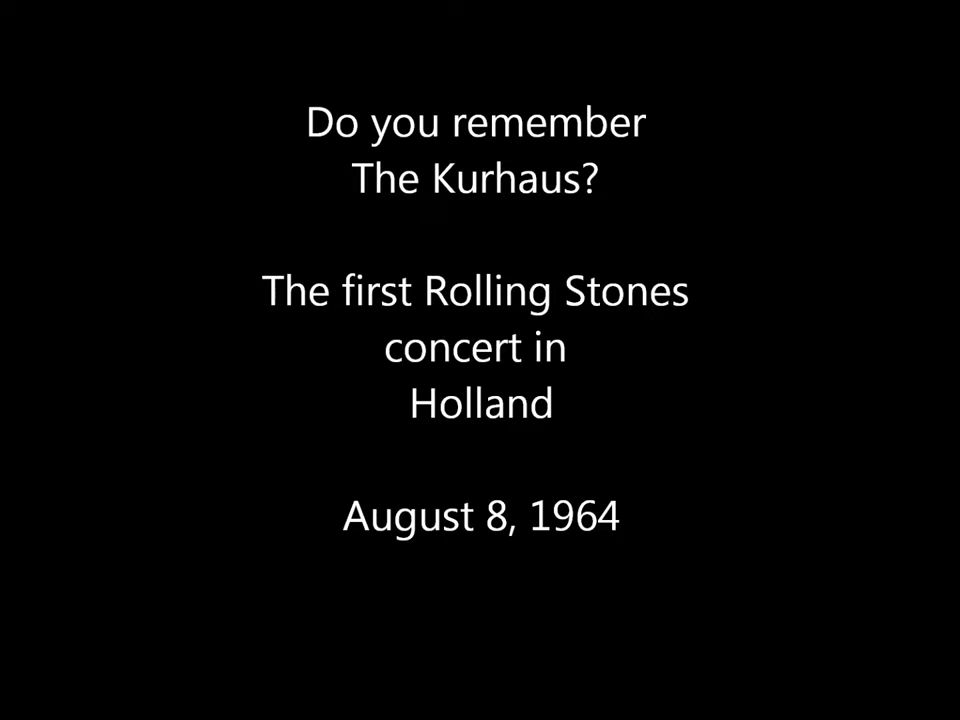 Do you remember
The Kurhaus?
The first Rolling Stones
concert in
Holland
August 8, 1964